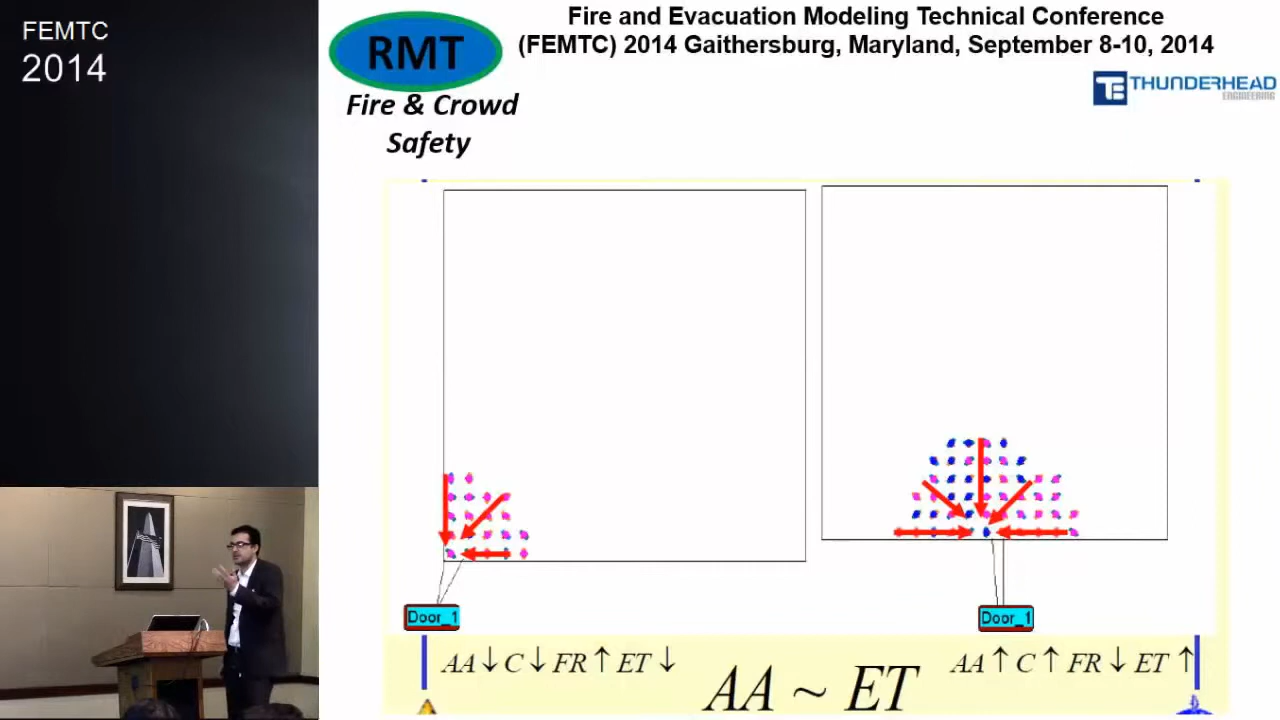 FEMTC
2014
RMT
Fire & Crowd
Safety
Fire and Evacuation Modeling Technical Conference
(FEMTC) 2014 Gaithersburg, Maryland, September 8-10, 2014
THUNDERHEAD
ENGINEERING
Door_1
Door_1
AA ↓ C ↓ FR ↑ ET ↓
AA ↑ C ↑ FR ↓ ET ↑
AA ~ ET